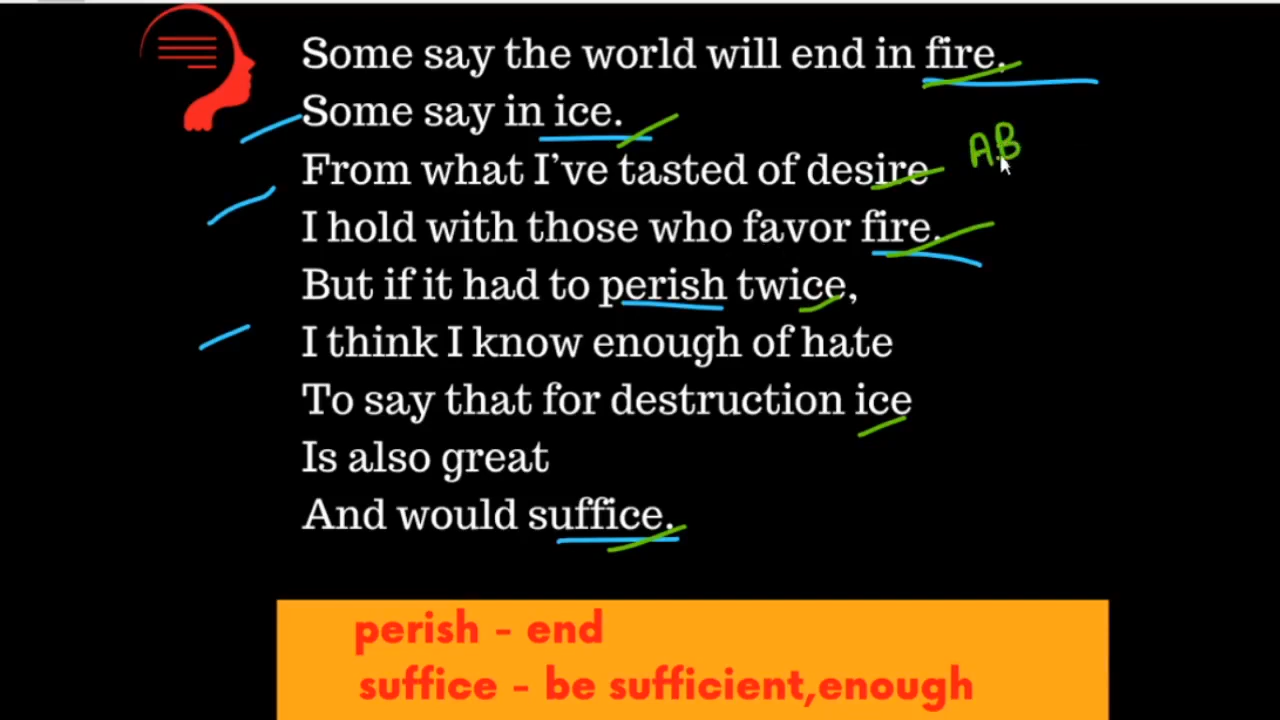 Some say the world will end in fire.
Some say in ice.
AB
From what I’ve tasted of desire
I hold with those who favor fire.
But if it had to perish twice,
I think I know enough of hate
To say that for destruction ice
Is also great
And would suffice.
perish - end
suffice - be sufficient,enough